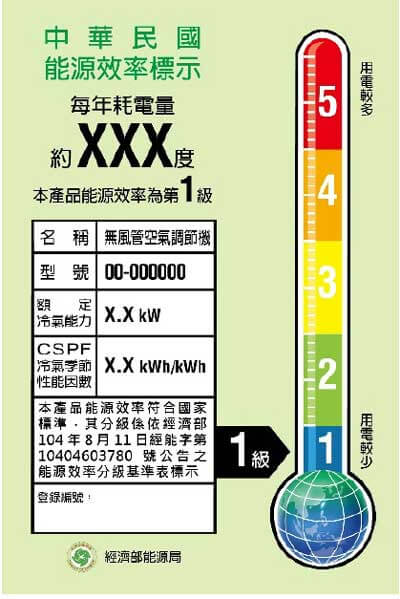 中華民國
能源效率標示
每年耗電量
約XXX度
本產品能源效率為第1級
名稱 無風管空氣調節機
型號 00-000000
額定
冷氣能力 X.X kW
CSPF
冷氣季節
性能因數 X.X kWh/kWh
本產品能源效率符合國家
標準，其分級係依經濟部
104年8月11日經能字第
10404603780 號公告之
能源效率分級基準表標示
登錄編號：
經濟部能源局
用電較多
5
4
3
2
1
用電較少
1級